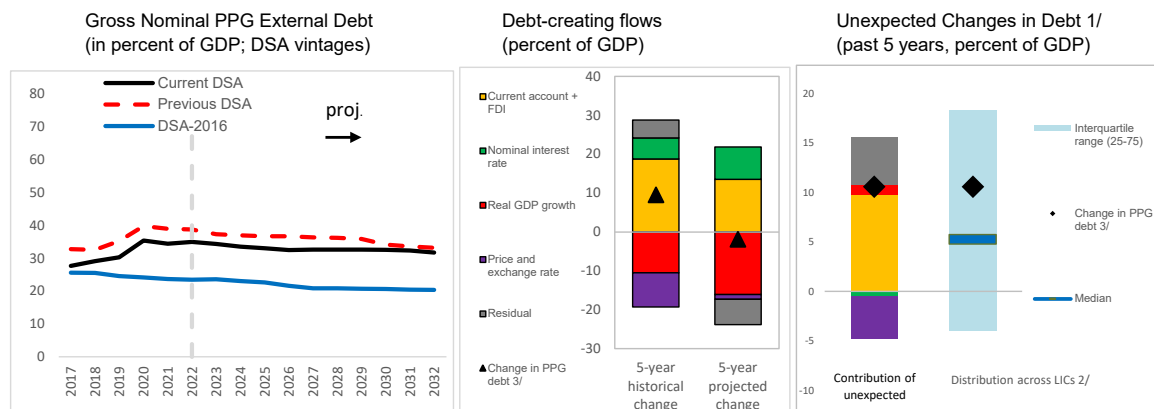 Gross Nominal PPG External Debt
(in percent of GDP; DSA vintages)
Current DSA
Previous DSA
DSA-2016
proj.
80
70
60
50
40
30
20
10
0
2017
2018
2019
2020
2021
2022
2023
2024
2025
2026
2027
2028
2029
2030
2031
2032
Debt-creating flows
(percent of GDP)
Current account +
FDI
Nominal interest
rate
Real GDP growth
Price and
exchange rate
Residual
Change in PPG
debt 3/
40
30
20
10
0
-10
-20
-30
5-year
historical
change
5-year
projected
change
Unexpected Changes in Debt 1/
(past 5 years, percent of GDP)
20
15
10
5
0
-5
-10
Contribution of
unexpected
Distribution across LICs 2/
Interquartile
range (25-75)
Change in PPG
debt 3/
Median